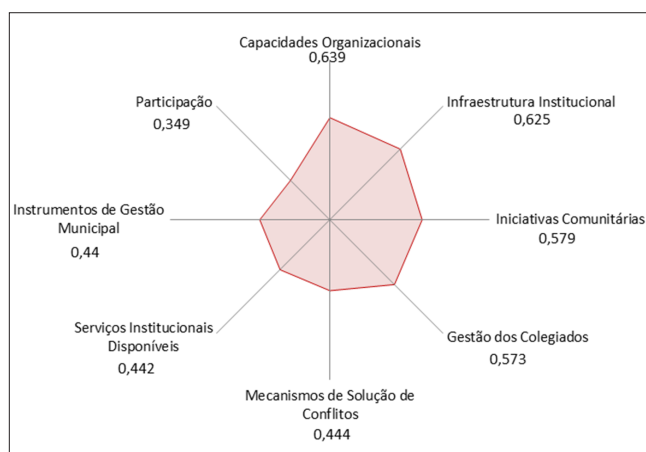 Capacidades Organizacionais
0,639
Infraestrutura Institucional
0,625
Iniciativas Comunitárias
0,579
Gestão dos Colegiados
0,573
Mecanismos de Solução de
Conflitos
0,444
Serviços Institucionais
Disponíveis
0,442
Instrumentos de Gestão
Municipal
0,44
Participação
0,349